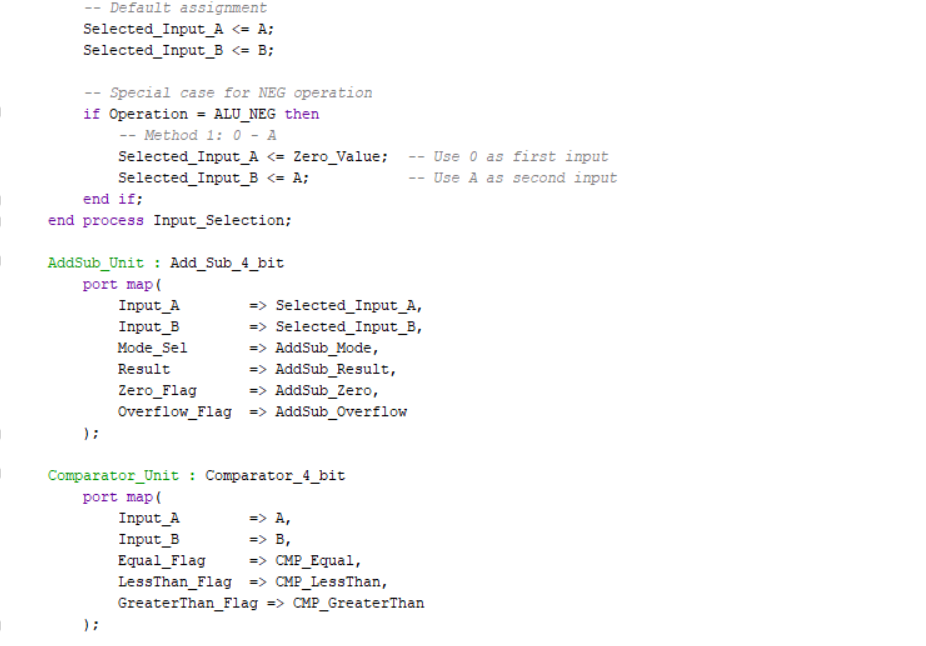 -- Default assignment
Selected_Input_A <= A;
Selected_Input_B <= B;
-- Special case for NEG operation
if Operation = ALU_NEG then
-- Method 1: 0 - A
Selected_Input_A <= Zero_Value;  -- Use 0 as first input
Selected_Input_B <= A;           -- Use A as second input
end if;
end process Input_Selection;
AddSub_Unit : Add_Sub_4_bit
port map(
Input_A        => Selected_Input_A,
Input_B        => Selected_Input_B,
Mode_Sel       => AddSub_Mode,
Result         => AddSub_Result,
Zero_Flag      => AddSub_Zero,
Overflow_Flag  => AddSub_Overflow
);
Comparator_Unit : Comparator_4_bit
port map(
Input_A        => A,
Input_B        => B,
Equal_Flag     => CMP_Equal,
LessThan_Flag  => CMP_LessThan,
GreaterThan_Flag => CMP_GreaterThan
);